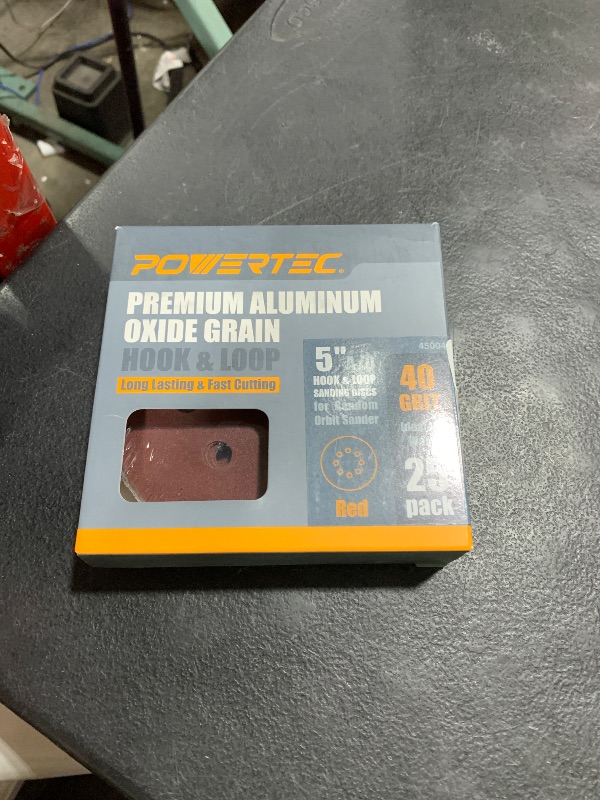 POWERTEC
PREMIUM ALUMINUM
OXIDE GRAIN
HOOK & LOOP
Long Lasting & Fast Cutting
45004
5"
HOOK & LOOP
SANDING DISCS
for Random
Orbit Sander
Red
40
GRIT
25
pack